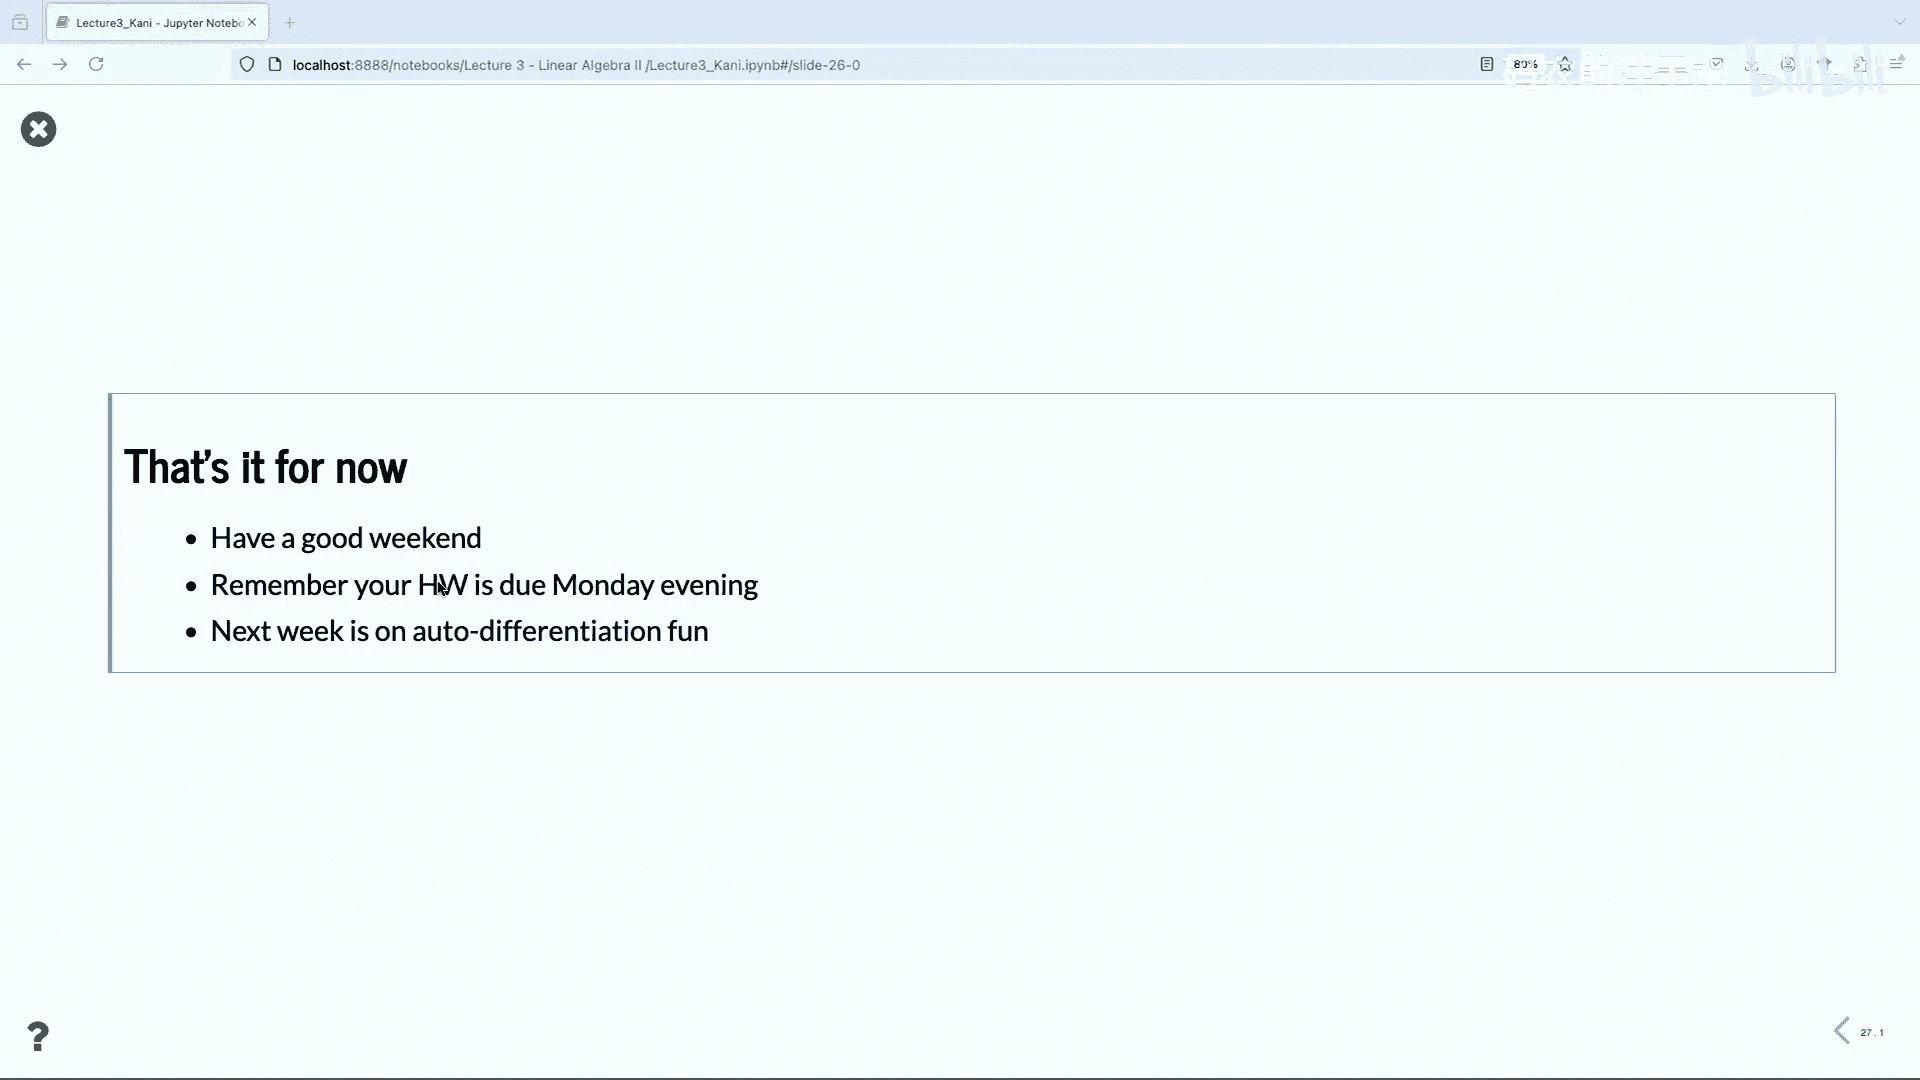 Lecture3_Kani - Jupyter Notebo
localhost:8888/notebooks/Lecture 3 - Linear Algebra II /Lecture3_Kani.ipynb#/slide-26-0
80%
bilibili
That's it for now
• Have a good weekend
• Remember your HW is due Monday evening
• Next week is on auto-differentiation fun
?
27.1